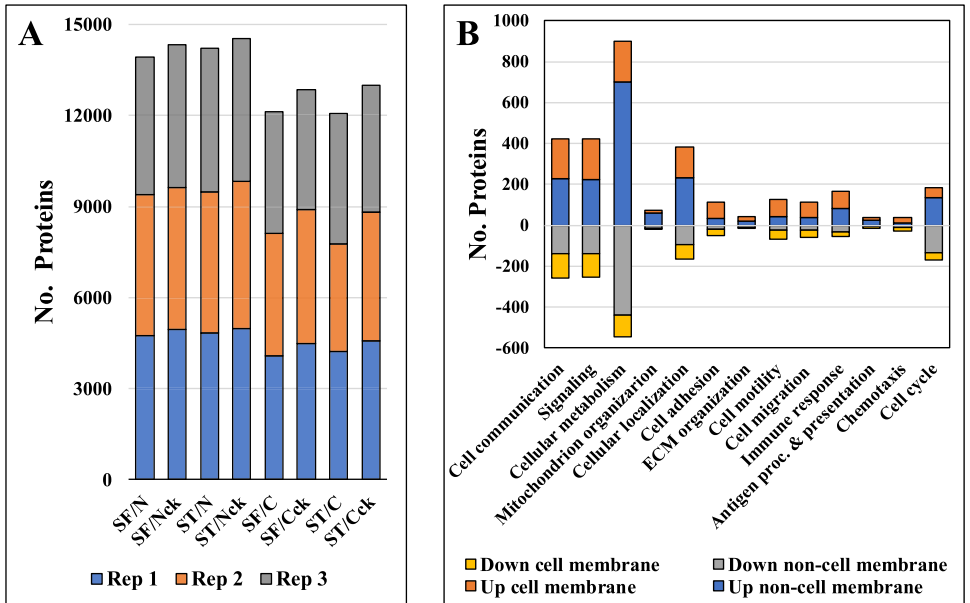 A
No. Proteins
15000
12000
9000
6000
3000
0
SF/N
SF/Nck
ST/N
ST/Nck
SF/C
SF/Cck
ST/C
ST/Cck
Rep 1
Rep 2
Rep 3
B
No. Proteins
1000
800
600
400
200
0
-200
-400
-600
Cell communication
Signaling
Cellular metabolism
Mitochondrion organizarion
Cellular localization
Cell adhesion
ECM organization
Cell motility
Cell migration
Immune response
Antigen proc. & presentation
Chemotaxis
Cell cycle
Down cell membrane
Down non-cell membrane
Up cell membrane
Up non-cell membrane